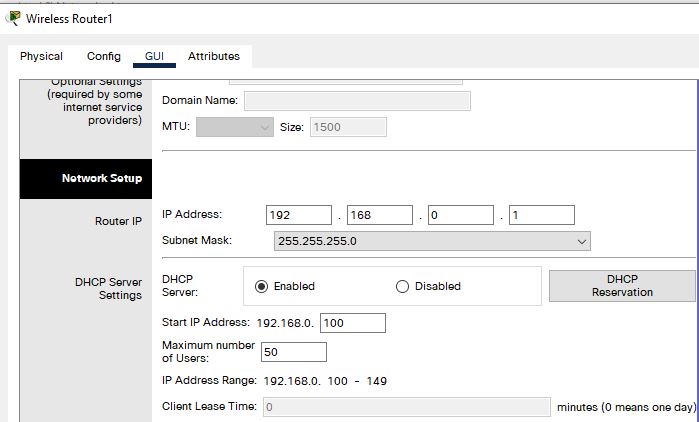 Wireless Router1
Physical Config GUI Attributes
Optional Settings
(required by some
internet service
providers)
Domain Name:
MTU: Size: 1500
Network Setup
Router IP
IP Address: 192 . 168 . 0 . 1
Subnet Mask: 255.255.255.0
DHCP Server
Settings
DHCP
Server:
Enabled Disabled
DHCP
Reservation
Start IP Address: 192.168.0. 100
Maximum number
of Users:
50
IP Address Range: 192.168.0. 100 - 149
Client Lease Time: 0 minutes (0 means one day)